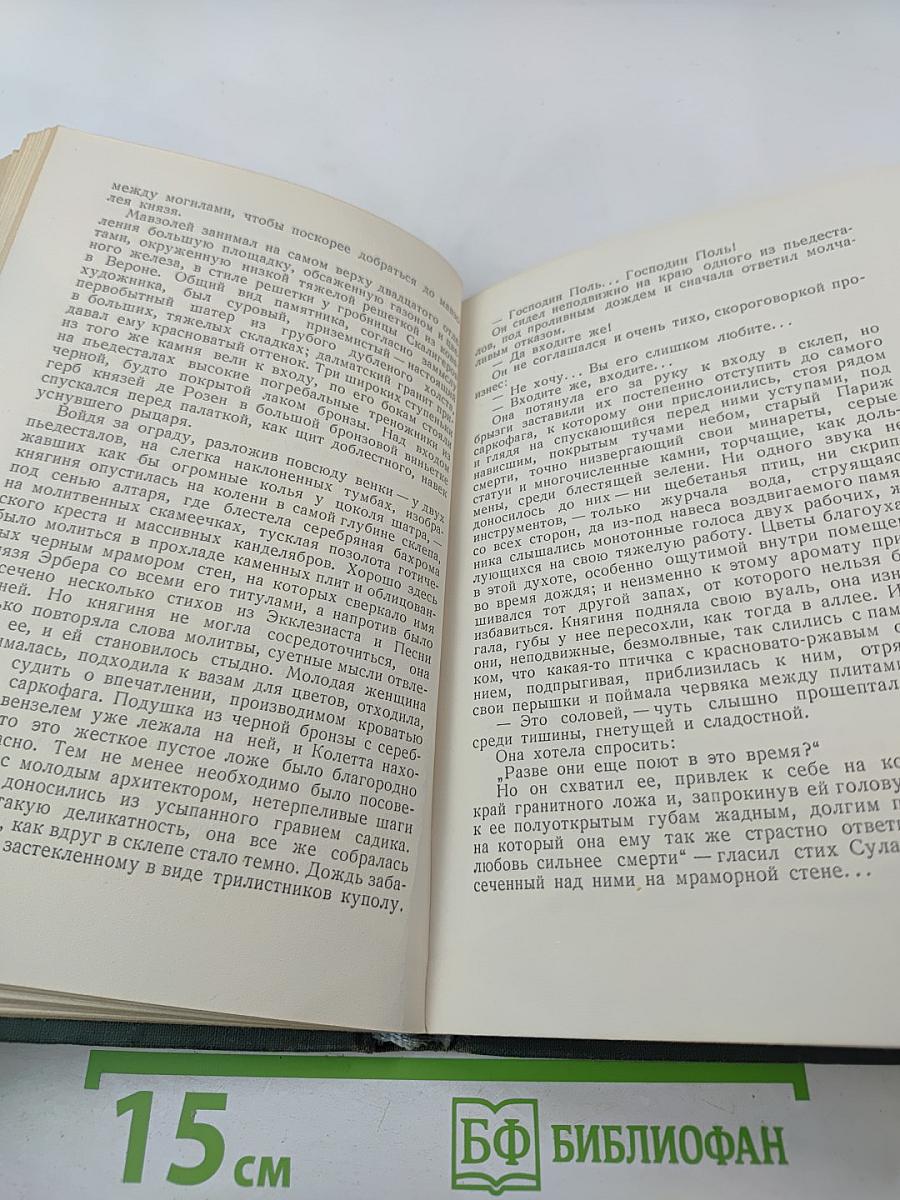 между могилами, чтобы поскорее добраться до мавзо-
лея князя.
Мавзолей занимал на самом верху двадцатого отде-
ления большую площадку, обсаженную газоном и
тами, окруженную низкой тяжелой решеткой из
ного железа, в стиле решетки у гробницы Скалигеров
в Вероне. Общий вид памятника, согласно замыслу
художника, был суровый, приземистый — настоящий
первобытный шатер из грубого дубленого
в больших, тяжелых складках; далматский гранит при-
давал ему красноватый оттенок. Три широких ступени
из того же камня вели к входу, по его бокам стояли
на пьедесталах высокие погребальные треножники из
черной, будто покрытой лаком бронзы. Над входом
герб князей де Розен в большой бронзовой виньетке
спускался перед палаткой, как щит доблестного, навек
уснувшего рыцаря.
Войдя за ограду, разложив повсюду венки — у двух
пьедесталов, на слегка наклоненных тумбах, изобра-
жавших как бы огромные колья у цоколя шатра, —
княгиня опустилась на колени в самой глубине склепа,
под сенью алтаря, где блестела серебряная бахрома
на молитвенных скамеечках, тусклая позолота готиче-
ского креста и массивных канделябров. Хорошо здесь
было молиться в прохладе каменных плит и облицован-
ных черным мрамором стен, на которых сверкало имя
князя Эрбера со всеми его титулами, а напротив было
сечено несколько стихов из Екклезиаста и Песни
ней. Но княгиня не могла сосредоточиться, она
ко повторяла слова молитвы, суетные мысли отвле-
ее, и ей становилось стыдно. Молодая женщина
малась, подходила к вазам для цветов, отходила,
судить о впечатлении, производимом кроватью
саркофага. Подушка из черной бронзы с сереб-
вензелем уже лежала на ней, и Колетта нахо-
то это жесткое пустое ложе было благородно
асно. Тем не менее необходимо было посове-
с молодым архитектором, нетерпеливые шаги
доносились из усыпанного гравием садика.
такую деликатность, она все же собралась
, как вдруг в склепе стало темно. Дождь заба-
застекленному в виде трилистников куполу.
— Господин Поль... Господин Поль!
Он сидел неподвижно на краю одного из пьедеста-
лов, под проливным дождем и сначала ответил молча-
ливым отказом.
— Да входите же!
Он не соглашался и очень тихо, скороговоркой про-
изнес:
— Не хочу... Вы его слишком любите...
— Входите же, входите...
Она потянула его за руку к входу в склеп, но
брызги заставили их постепенно отступить до самого
саркофага, к которому они прислонились, стоя рядом
и глядя на спускающийся перед ними уступами, под
нависшим, покрытым тучами небом, старый Париж
смерти, точно низвергающий свои минареты, серые
статуи и многочисленные камни, торчащие, как доль-
мены, среди блестящей зелени. Ни одного звука не
доносилось до них — ни щебетанья птиц, ни скрип
инструментов, — только журчала вода, струящаяся
со всех сторон, да из-под навеса воздвигаемого памят-
ника слышались монотонные голоса двух рабочих, ж
лующихся на свою тяжелую работу. Цветы благоуха
в этой духоте, особенно ощутимой внутри помеще
во время дождя; и неизменно к этому аромату при
шивался тот другой запах, от которого нельзя б
избавиться. Княгиня подняла свою вуаль, она изн
гала, губы у нее пересохли, как тогда в аллее. И
они, неподвижные, безмолвные, так слились с пам
ком, что какая-то птичка с красновато-ржавым о
нием, подпрыгивая, приблизилась к ним, отря
свои перышки и поймала червяка между плитами
— Это соловей, — чуть слышно прошептал
среди тишины, гнетущей и сладостной.
Она хотела спросить:
„Разве они еще поют в это время?“
Но он схватил ее, привлек к себе на ко
край гранитного ложа и, запрокинув ей голову
к ее полуоткрытым губам жадным, долгим п
на который она ему так же страстно ответи
любовь сильнее смерти“ — гласил стих Сула
сеченный над ними на мраморной стене...
15 см
БФ БИБЛИОФАН